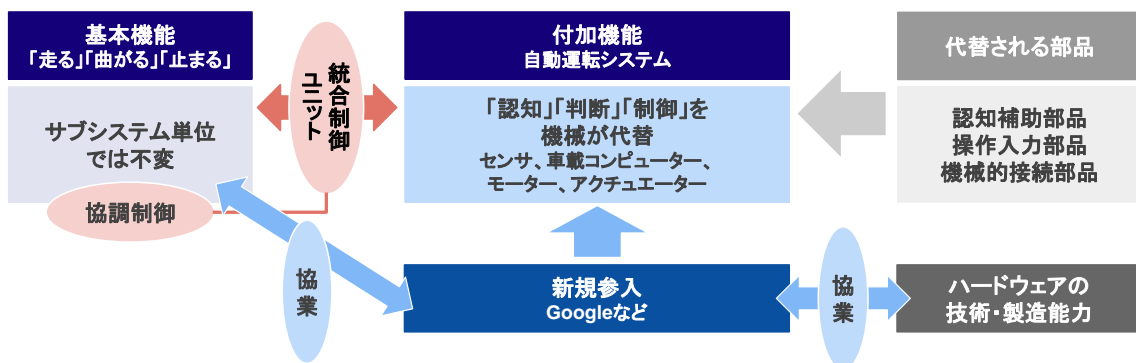 基本機能
「走る」「曲がる」「止まる」
サブシステム単位
では不変
協調制御
統合制御
ユニット
付加機能
自動運転システム
「認知」「判断」「制御」を
機械が代替
センサ、車載コンピューター、
モーター、アクチュエーター
代替される部品
認知補助部品
操作入力部品
機械的接続部品
協業
新規参入
Googleなど
協業
ハードウェアの
技術・製造能力